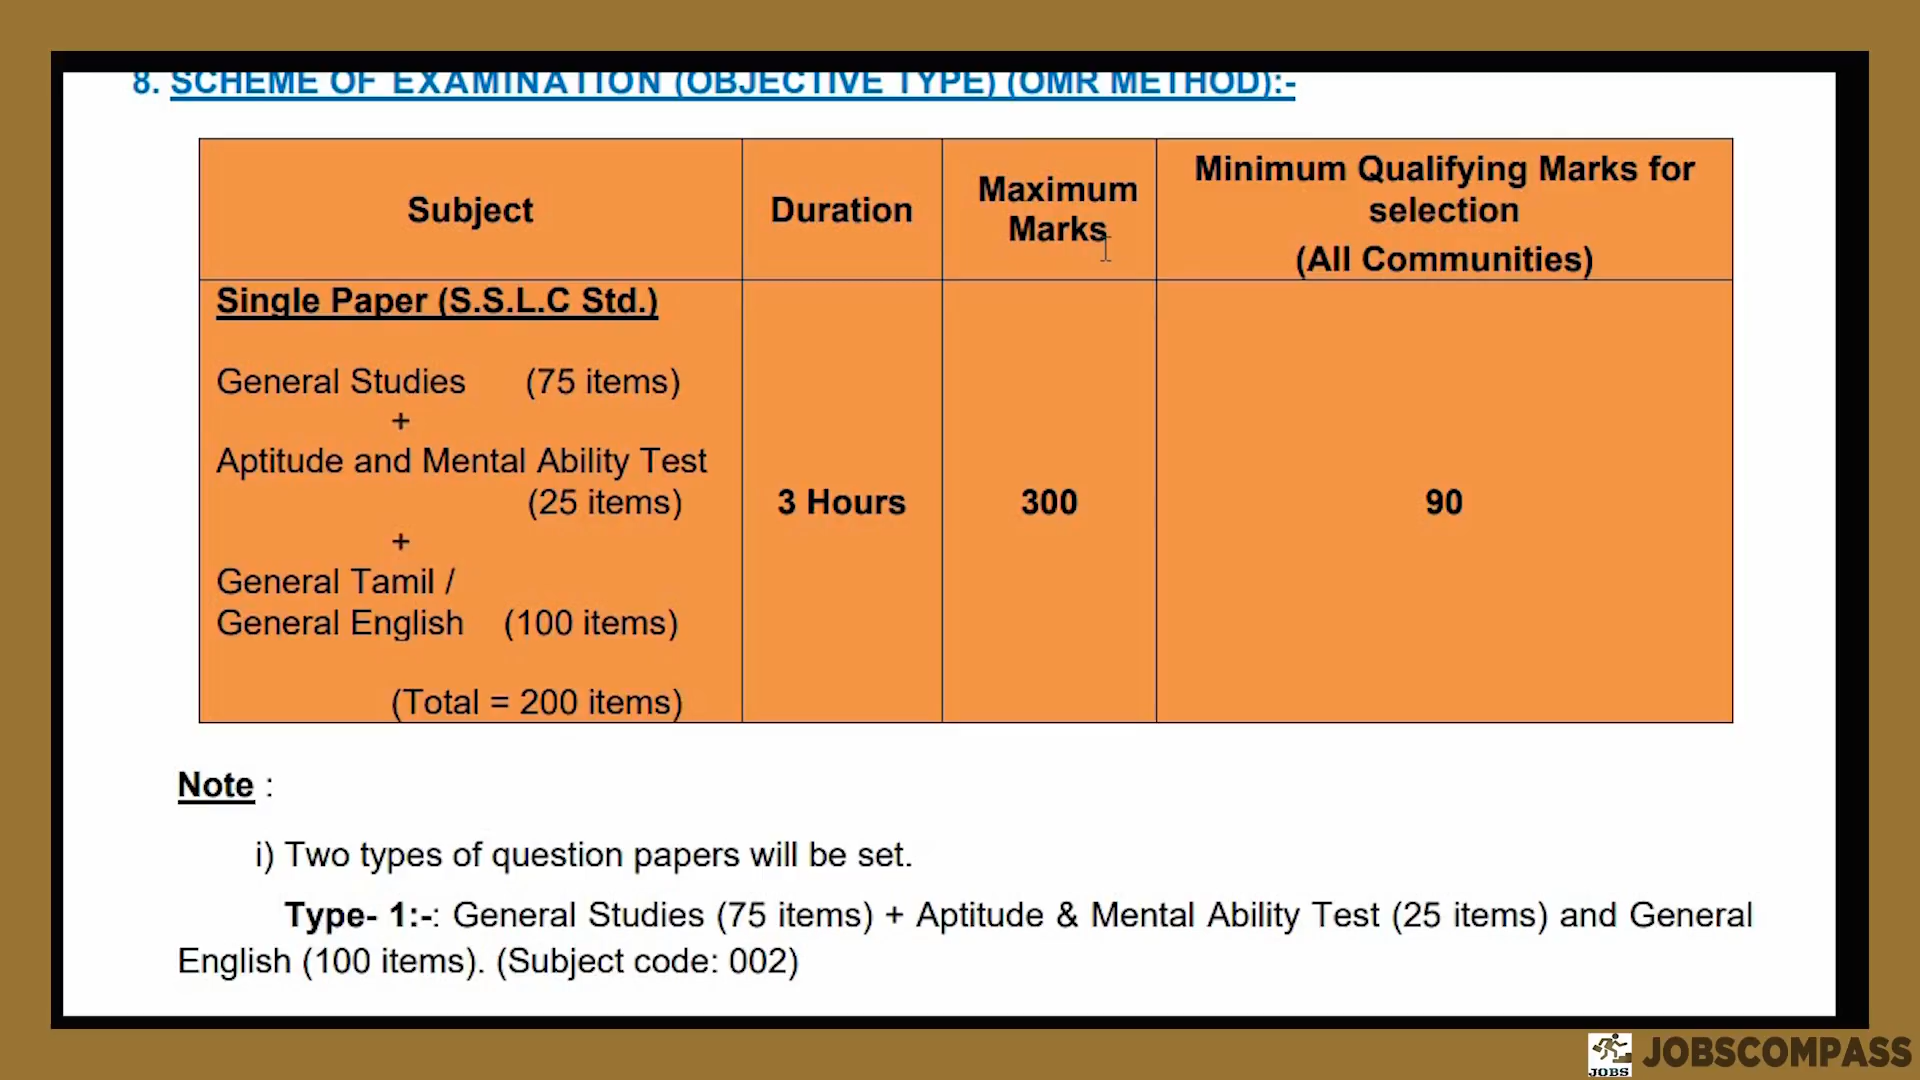 8. SCHEME OF EXAMINATION (OBJECTIVE TYPE) (OMR METHOD):-
Subject
Duration
Maximum
Marks
Minimum Qualifying Marks for
selection
(All Communities)
Single Paper (S.S.L.C Std.)
General Studies (75 items)
+
Aptitude and Mental Ability Test
(25 items)
+
General Tamil /
General English (100 items)
(Total = 200 items)
3 Hours
300
90
Note :
i) Two types of question papers will be set.
Type- 1:-: General Studies (75 items) + Aptitude & Mental Ability Test (25 items) and General
English (100 items). (Subject code: 002)
JOBS
JOBSCOMPASS